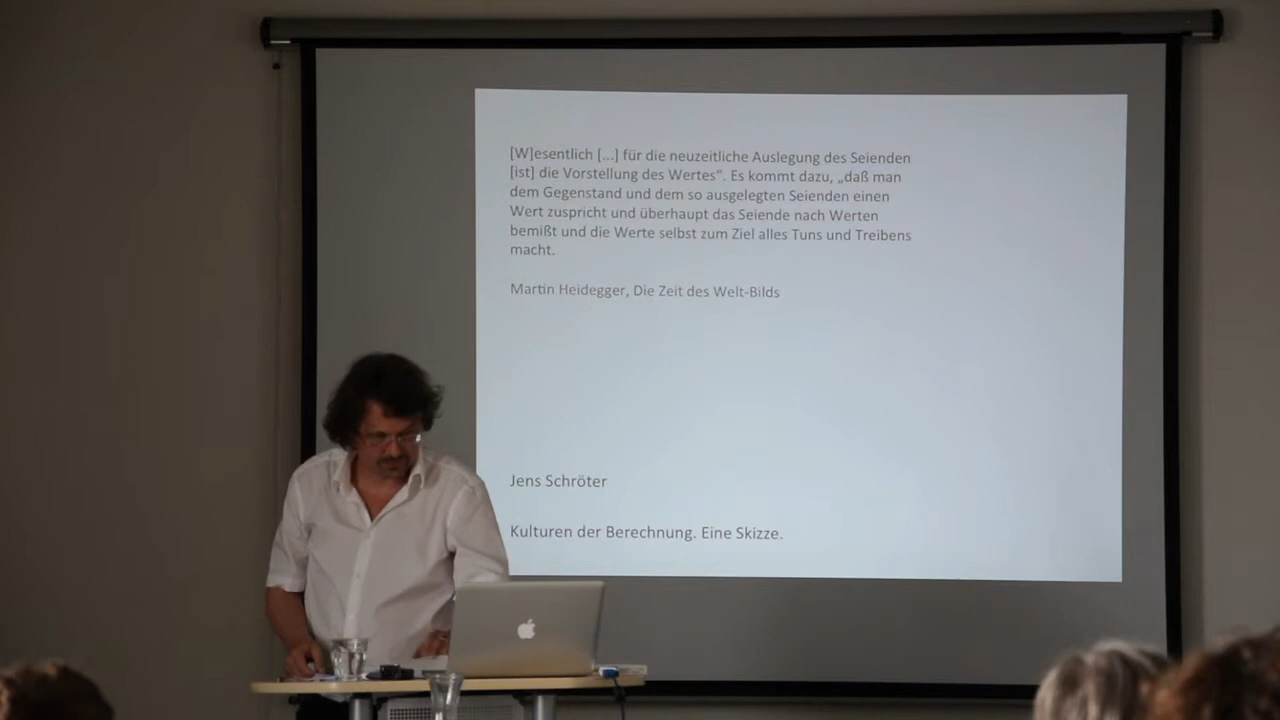 [W]esentlich [...] für die neuzeitliche Auslegung des Seienden
[ist] die Vorstellung des Wertes“. Es kommt dazu, „daß man
dem Gegenstand und dem so ausgelegten Seienden einen
Wert zuspricht und überhaupt das Seiende nach Werten
bemißt und die Werte selbst zum Ziel alles Tuns und Treibens
macht.
Martin Heidegger, Die Zeit des Welt-Bilds
Jens Schröter
Kulturen der Berechnung. Eine Skizze.